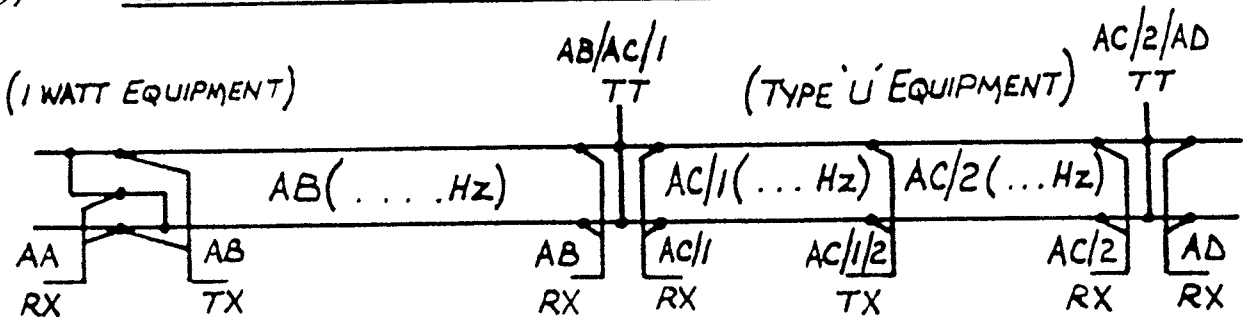 AB/AC/1 AC/2/AD
(1 WATT EQUIPMENT) TT (TYPE 'U' EQUIPMENT) TT
AB(. . . . .Hz) AC/1(... Hz) AC/2(...Hz)
AA AB AB AC/1 AC/1/2 AC/2 AD
RX TX RX RX TX RX RX